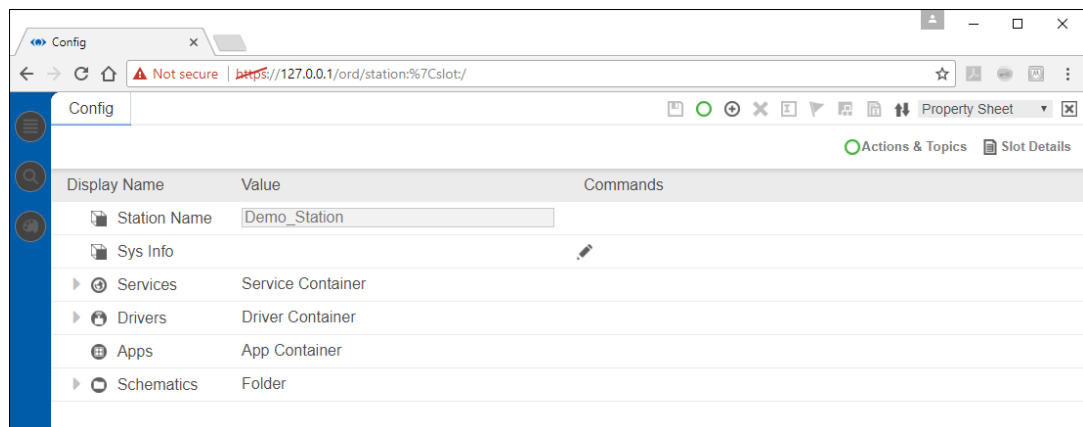 Config
Not secure | https://127.0.0.1/ord/station:%7Cslot:/
Config
Property Sheet
Actions & Topics Slot Details
Display Name Value Commands
Station Name Demo_Station
Sys Info
Services Service Container
Drivers Driver Container
Apps App Container
Schematics Folder